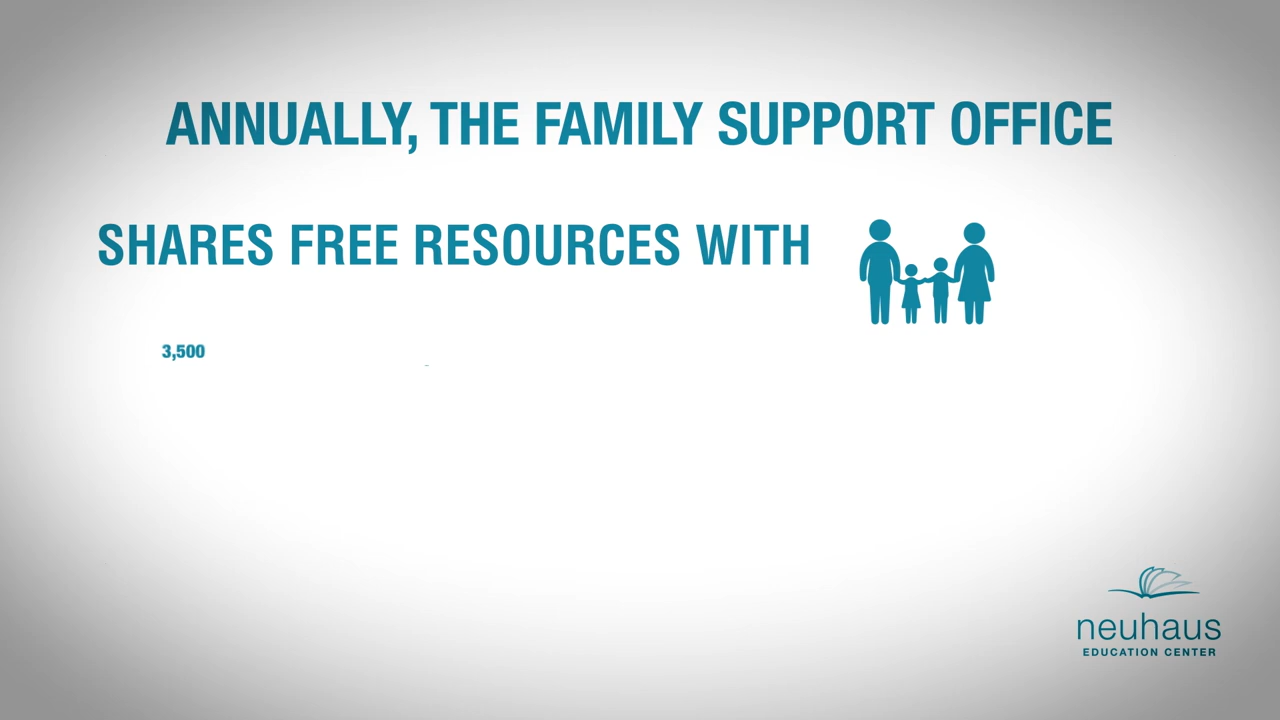 ANNUALLY, THE FAMILY SUPPORT OFFICE
SHARES FREE RESOURCES WITH
3,500
neuhaus
EDUCATION CENTER